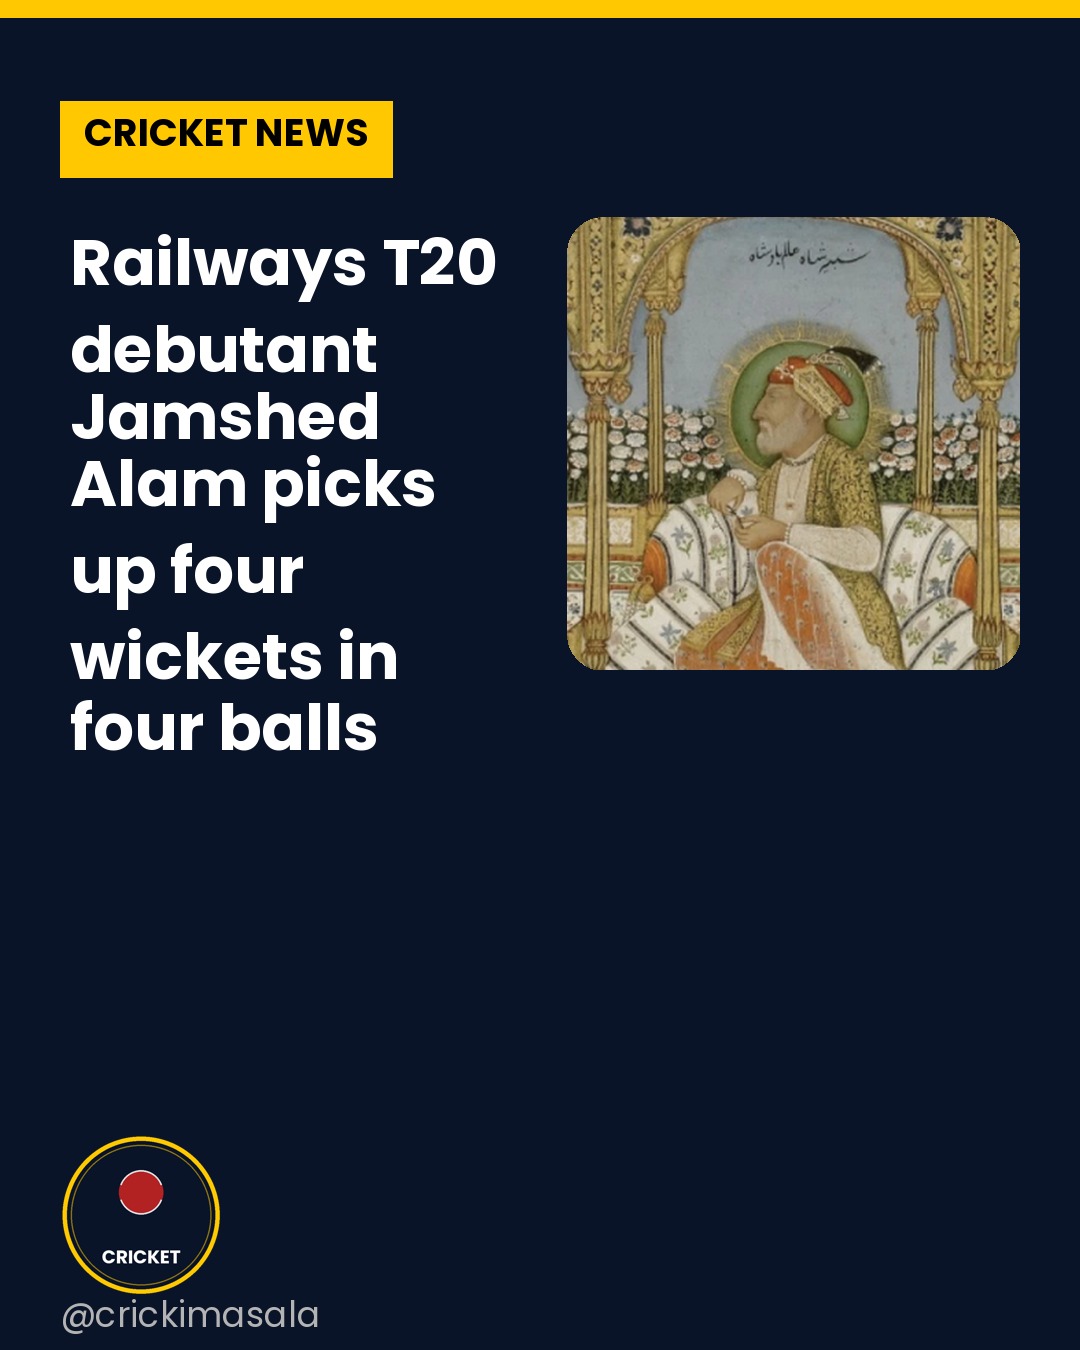 CRICKET NEWS
Railways T20
debutant
Jamshed
Alam picks
up four
wickets in
four balls
CRICKET
@crickimasala